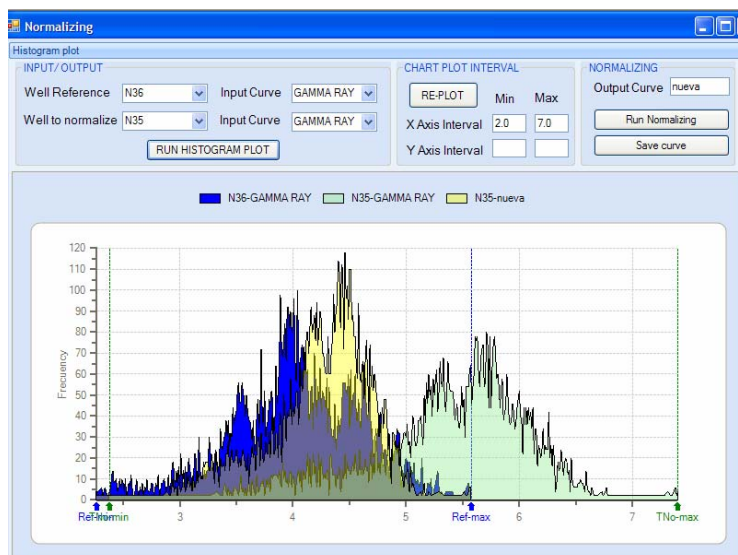 Normalizing
Histogram plot
INPUT/OUTPUT
Well Reference N36 Input Curve GAMMA RAY
Well to normalize N35 Input Curve GAMMA RAY
RUN HISTOGRAM PLOT
CHART PLOT INTERVAL
RE-PLOT Min Max
X Axis Interval 2.0 7.0
Y Axis Interval
NORMALIZING
Output Curve nueva
Run Normalizing
Save curve
N36-GAMMA RAY N35-GAMMA RAY N35-nueva
120
110
100
90
80
70
60
50
40
30
20
10
0
Frecuency
3 4 5 6 7
Ref-max TNo-max